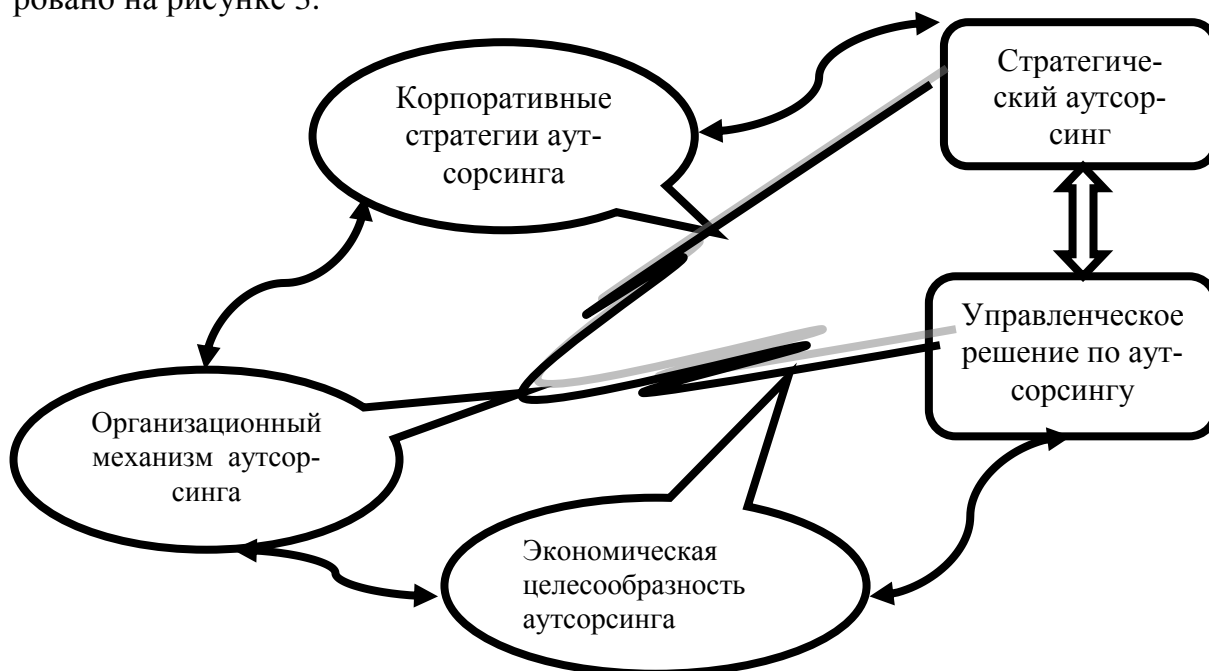 ровано на рисунке 3.
Корпоративные
стратегии аут-
сорсинга
Стратегиче-
ский аутсор-
синг
Управленческое
решение по аут-
сорсингу
Организационный
механизм аутсор-
синга
Экономическая
целесообразность
аутсорсинга